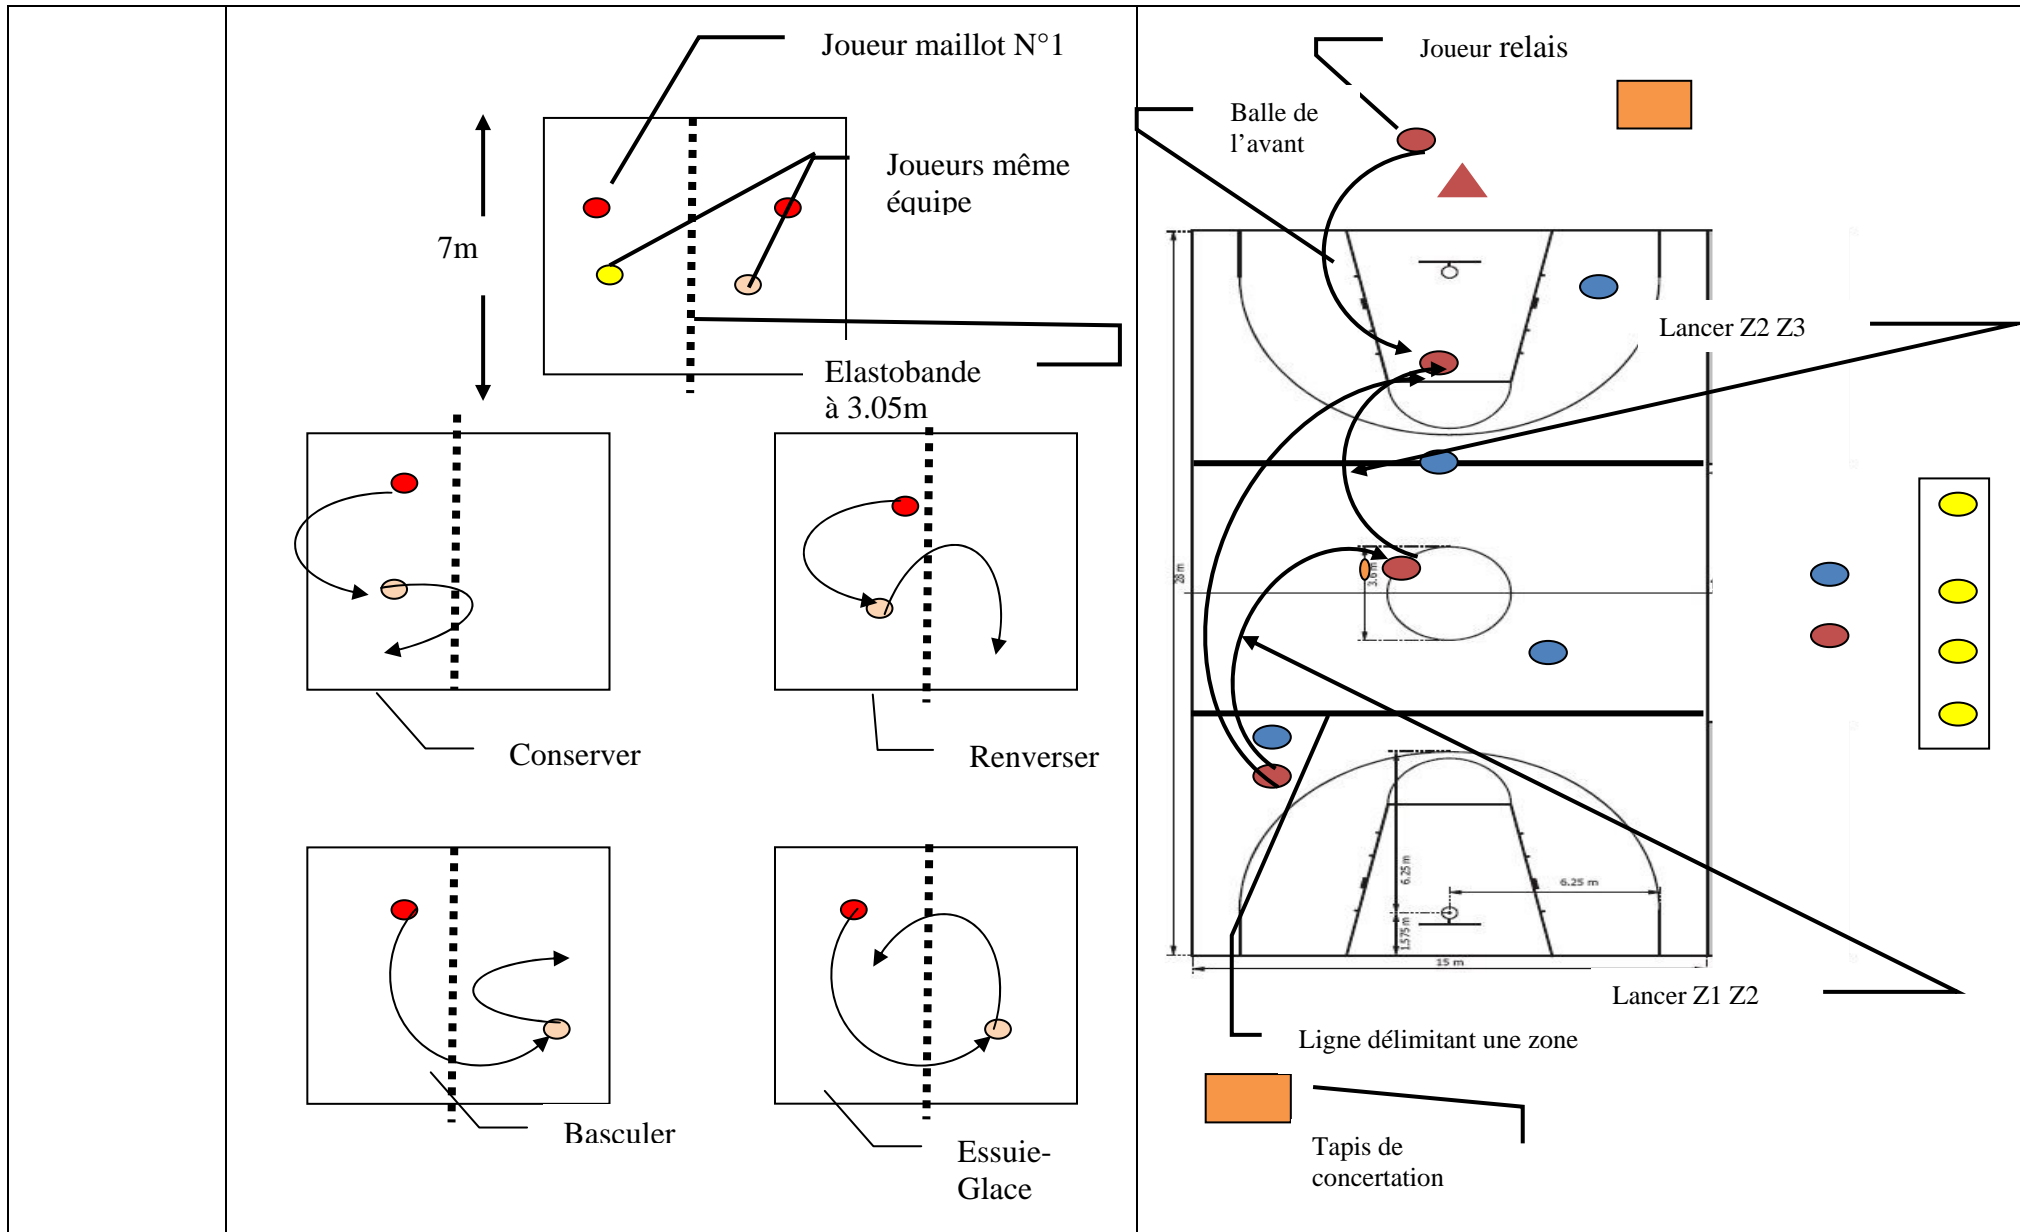 Joueur maillot N°1
Joueurs même
équipe
7m
Elastobande
à 3.05m
Conserver
Renverser
Basculer
Essuie-
Glace
Joueur relais
Balle de
l’avant
Lancer Z2 Z3
28 m
3.6 m
6.25 m
6.25 m
1.575 m
15 m
Lancer Z1 Z2
Ligne délimitant une zone
Tapis de
concertation